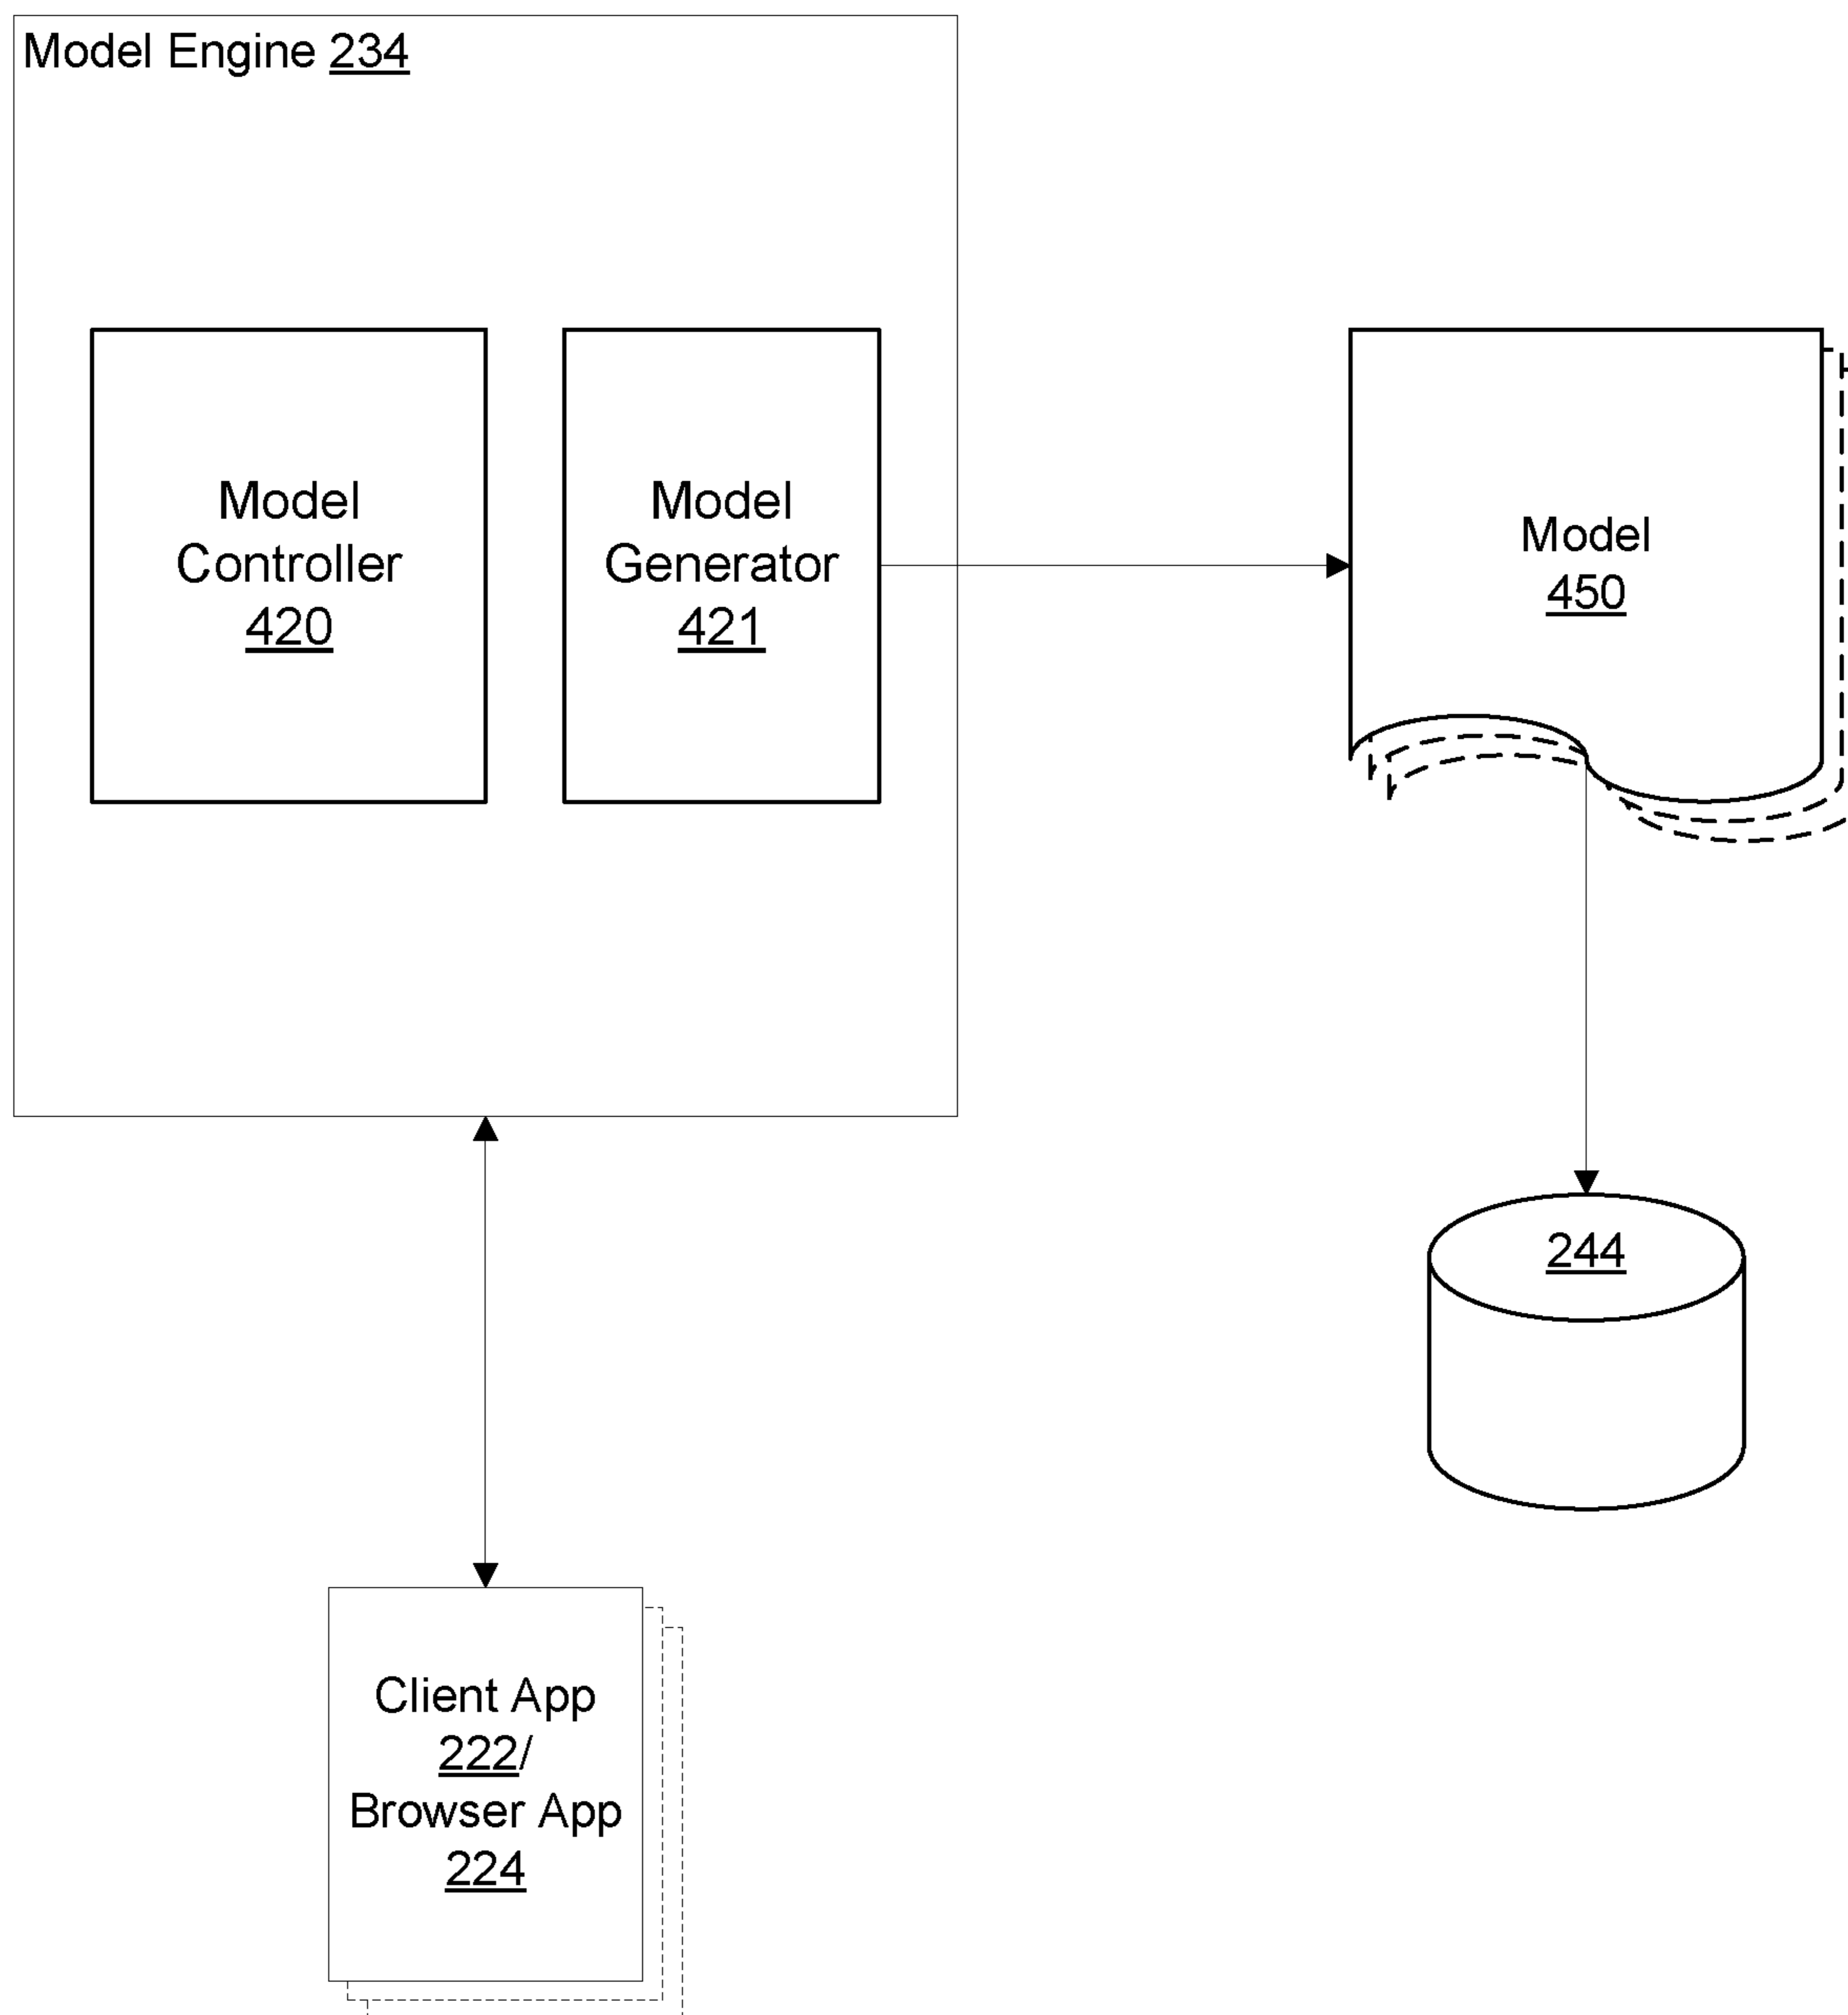 Model Engine 234
Model
Controller
420
Model
Generator
421
Model
450
244
Client App
222/
Browser App
224